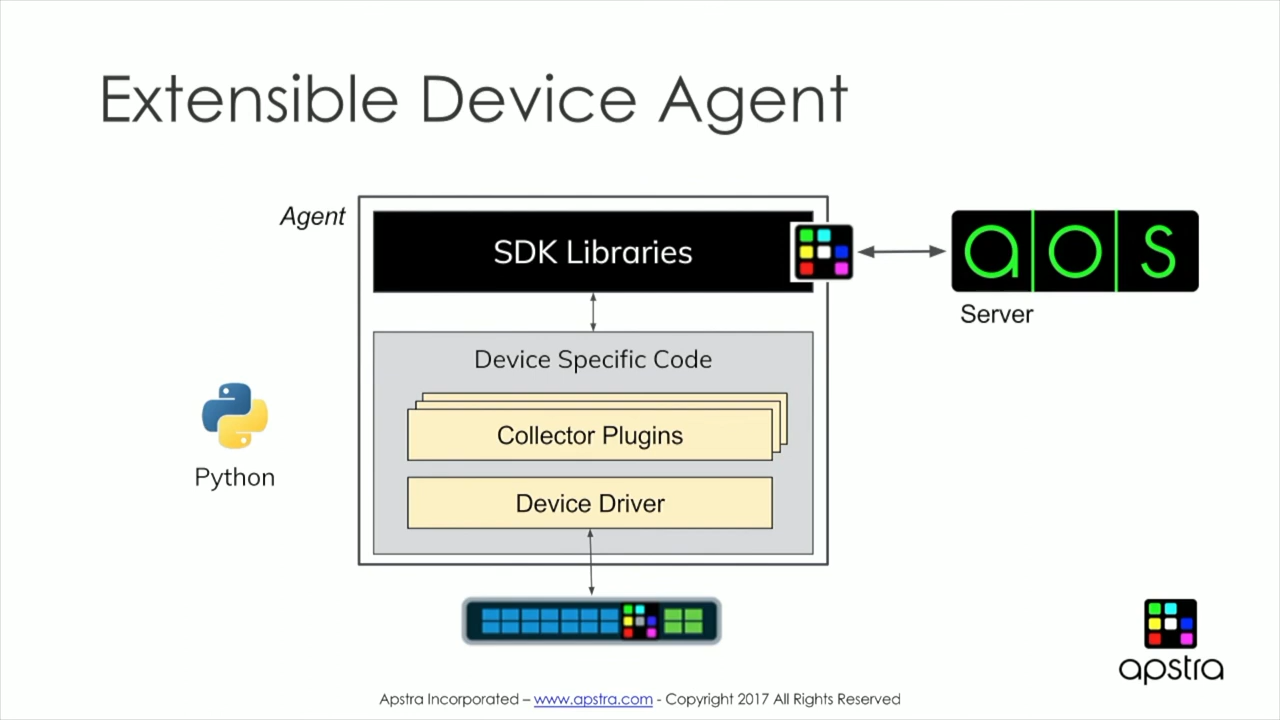 Extensible Device Agent
Agent
SDK Libraries
aos
Server
Device Specific Code
Collector Plugins
Device Driver
Python
apstra
Apstra Incorporated – www.apstra.com - Copyright 2017 All Rights Reserved